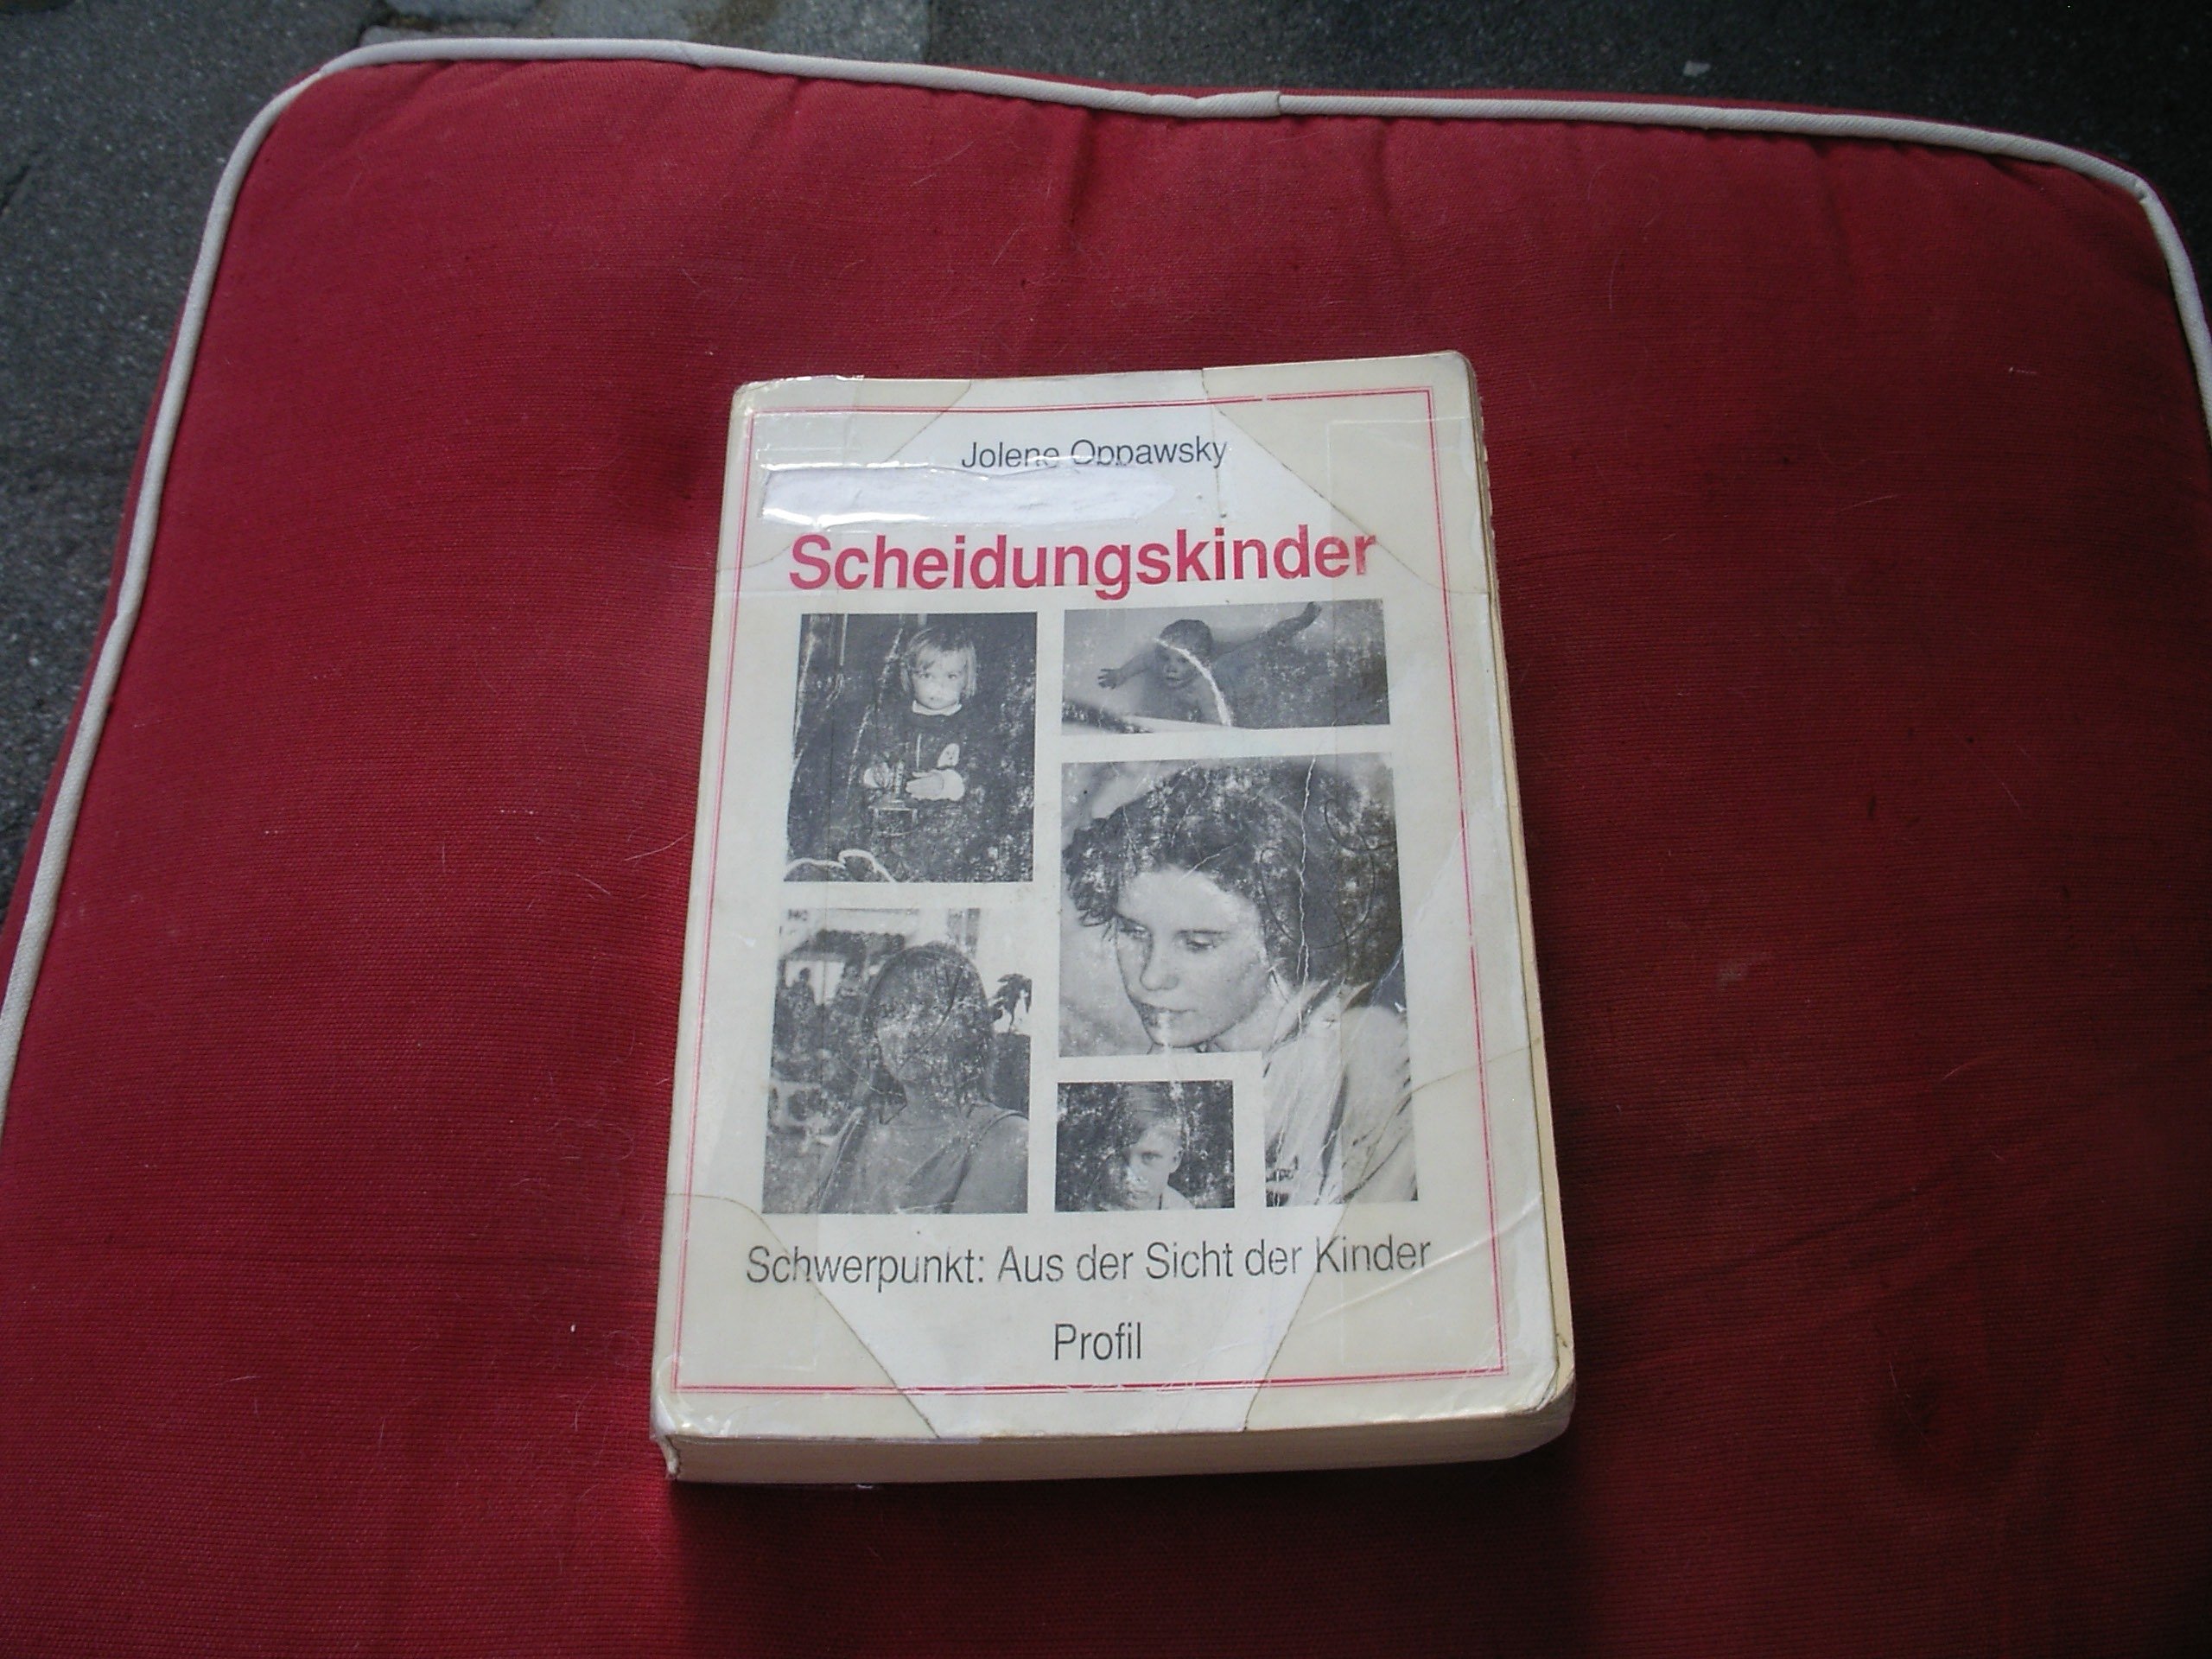 Jolene Oppawsky
Scheidungskinder
Schwerpunkt: Aus der Sicht der Kinder
Profil